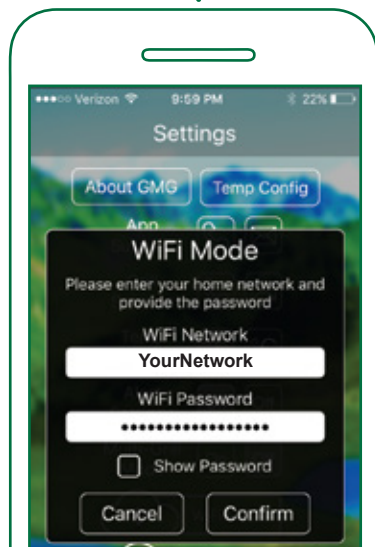 Verizon 9:59 PM 22%
Settings
About GMG Temp Config
App
WiFi Mode
Please enter your home network and
provide the password
WiFi Network
YourNetwork
WiFi Password
•••••••••••••••••
Show Password
Cancel Confirm